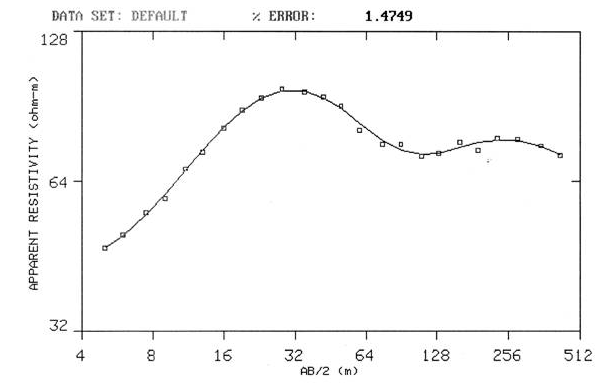 DATA SET: DEFAULT % ERROR: 1.4749
128
64
32
APPARENT RESISTIVITY (ohm-m)
4 8 16 32 64 128 256 512
AB/2 (m)